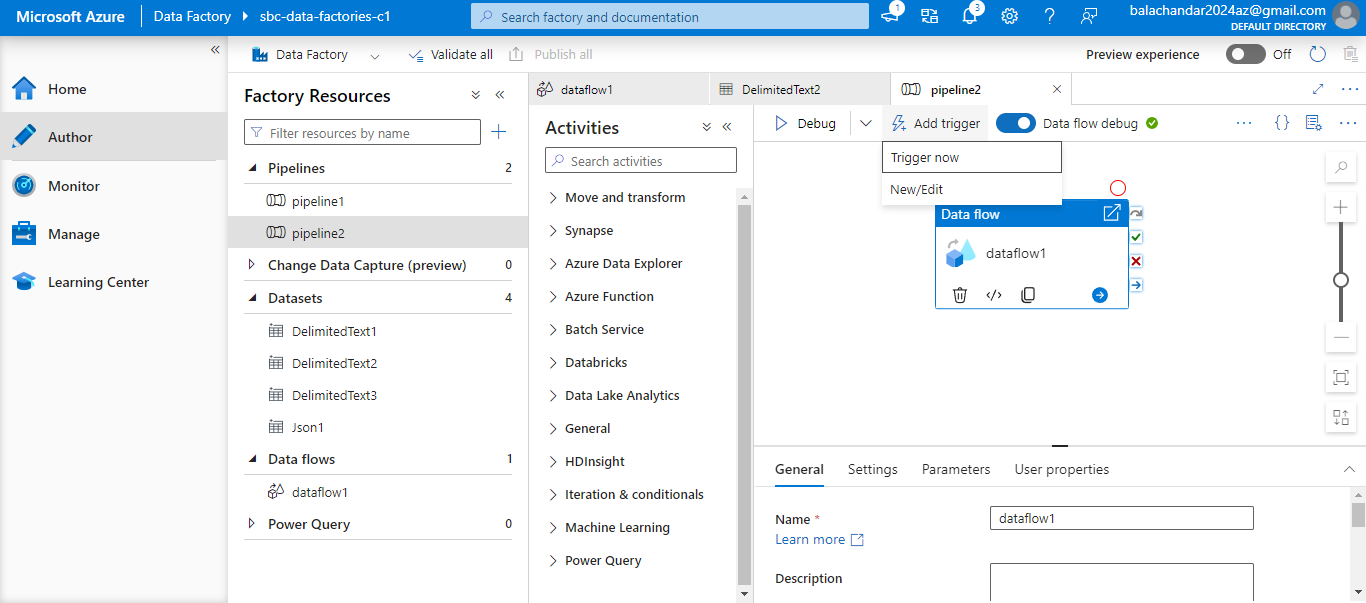 Microsoft Azure
Data Factory
sbc-data-factories-c1
Search factory and documentation
1
3
balachandar2024az@gmail.com
DEFAULT DIRECTORY
Home
Author
Monitor
Manage
Learning Center
Data Factory
Validate all
Publish all
Preview experience
Off
Factory Resources
Filter resources by name
Pipelines 2
pipeline1
pipeline2
Change Data Capture (preview) 0
Datasets 4
DelimitedText1
DelimitedText2
DelimitedText3
Json1
Data flows 1
dataflow1
Power Query 0
dataflow1
DelimitedText2
pipeline2
Activities
Search activities
Move and transform
Synapse
Azure Data Explorer
Azure Function
Batch Service
Databricks
Data Lake Analytics
General
HDInsight
Iteration & conditionals
Machine Learning
Power Query
Debug
Add trigger
Data flow debug
Trigger now
New/Edit
Data flow
dataflow1
General
Settings
Parameters
User properties
Name *
dataflow1
Learn more
Description